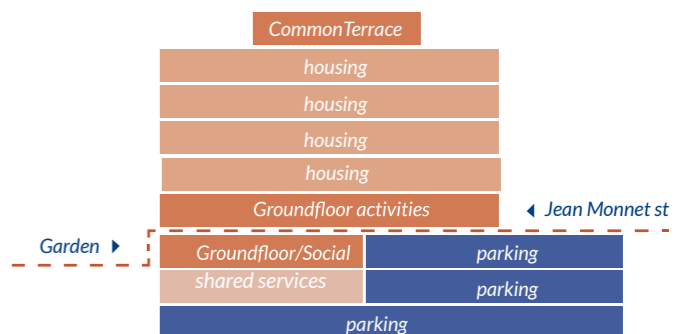 CommonTerrace
housing
housing
housing
housing
Groundfloor activities
Jean Monnet st
Garden
Groundfloor/Social
parking
shared services
parking
parking